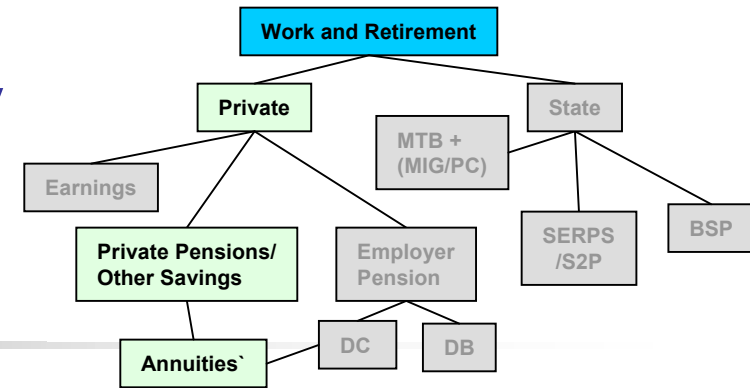 Work and Retirement
Private
State
MTB +
(MIG/PC)
Earnings
Private Pensions/
Other Savings
Employer
Pension
SERPS
/S2P
BSP
Annuities`
DC
DB